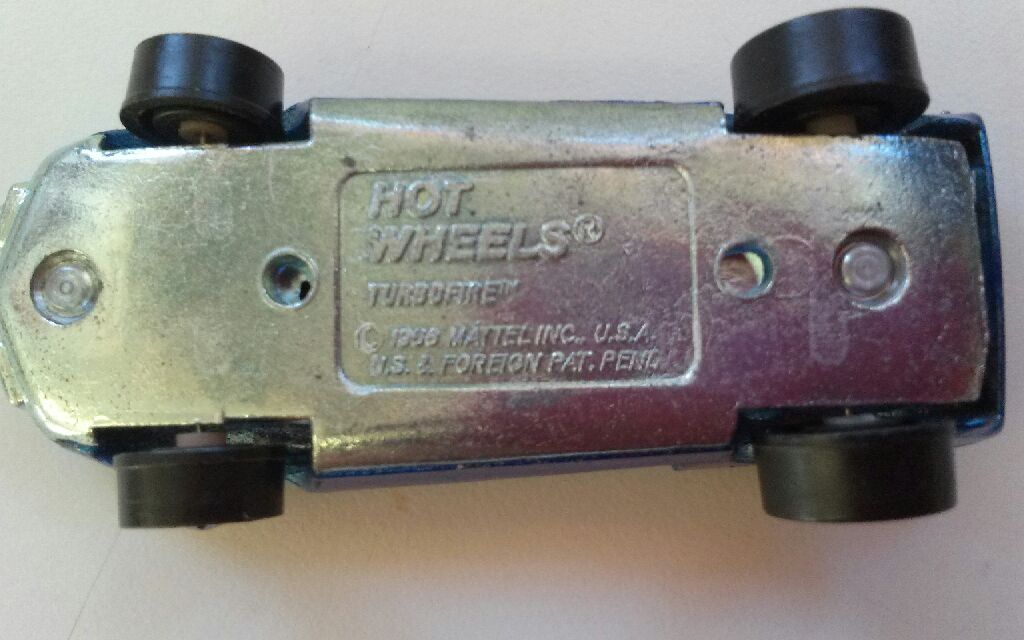 HOT
WHEELS®
TURBOFIRE™
© 1968 MATTEL INC., U.S.A.
U.S. & FOREIGN PAT. PEND.